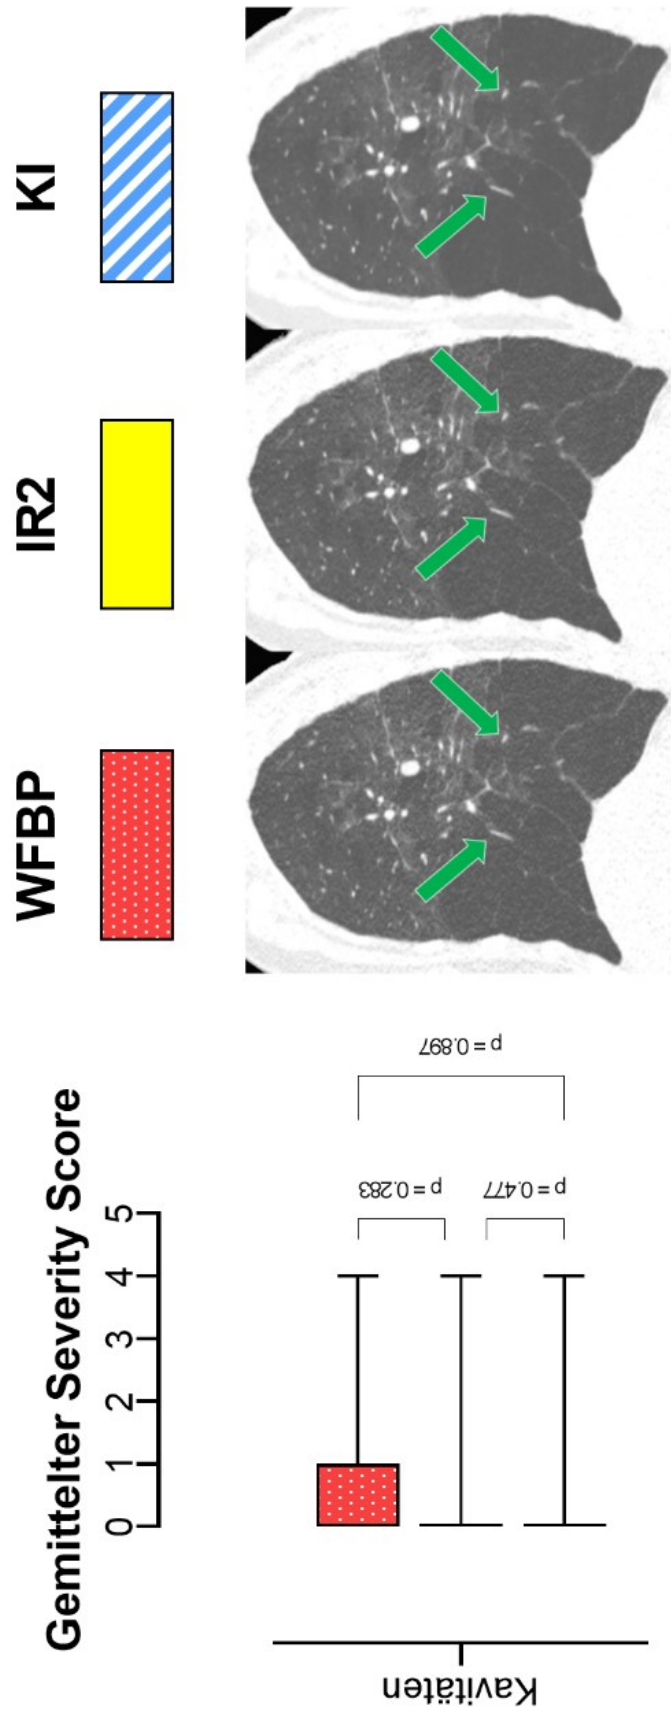 WFBP
IR2
KI
Gemittelter Severity Score
0
1
2
3
4
5
p = 0.283
p = 0.477
p = 0.897
Kavitäten